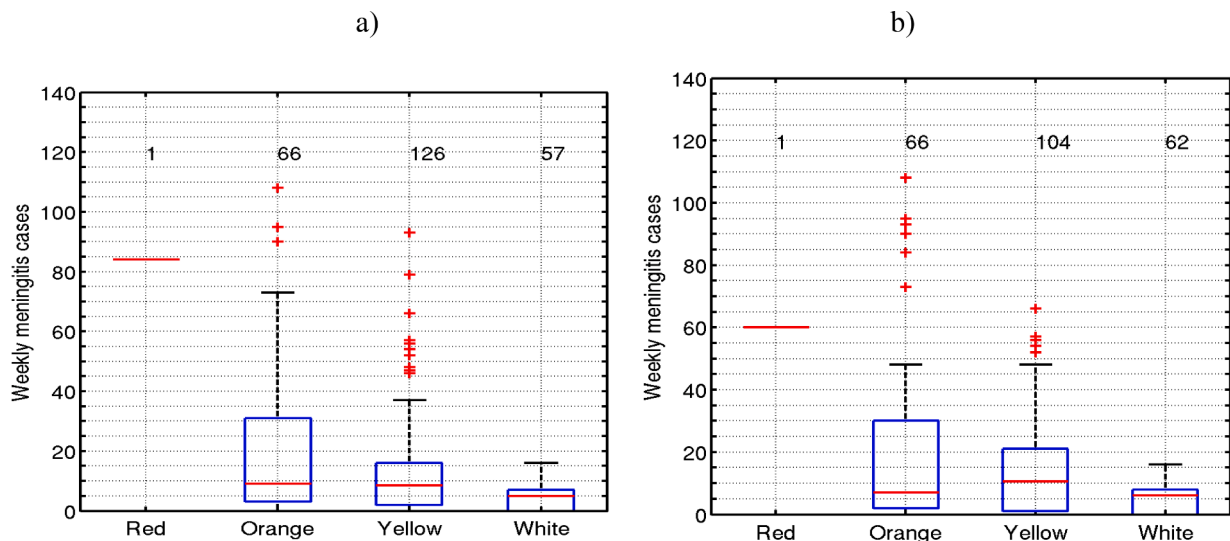 a)
140
120
100
80
60
40
20
0
Weekly meningitis cases
1 66 126 57
Red Orange Yellow White
b)
140
120
100
80
60
40
20
0
Weekly meningitis cases
1 66 104 62
Red Orange Yellow White